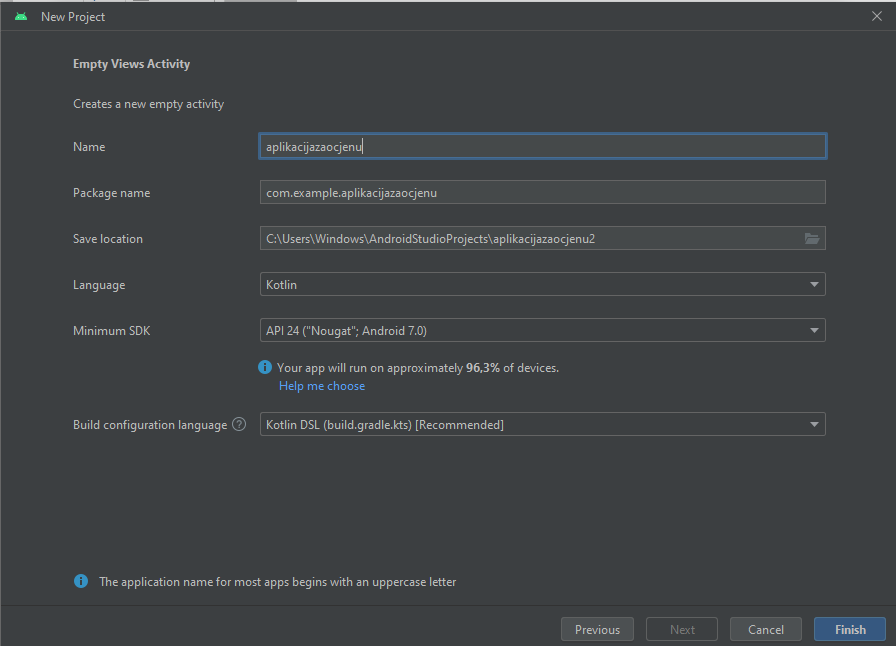 New Project
Empty Views Activity
Creates a new empty activity
Name
aplikacijazaocjenu
Package name
com.example.aplikacijazaocjenu
Save location
C:\Users\Windows\AndroidStudioProjects\aplikacijazaocjenu2
Language
Kotlin
Minimum SDK
API 24 ("Nougat"; Android 7.0)
Your app will run on approximately 96,3% of devices.
Help me choose
Build configuration language ?
Kotlin DSL (build.gradle.kts) [Recommended]
The application name for most apps begins with an uppercase letter
Previous
Next
Cancel
Finish